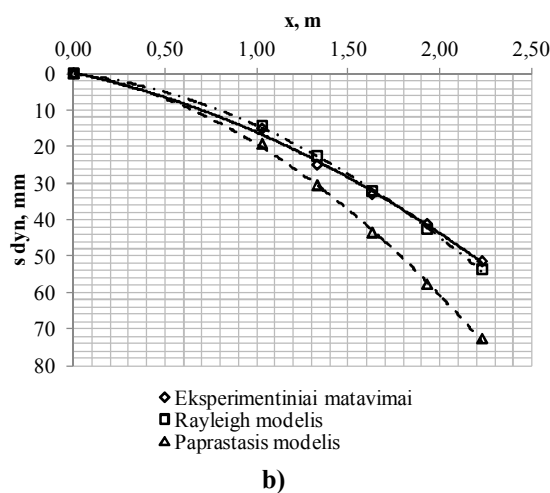 x, m
0,00 0,50 1,00 1,50 2,00 2,50
0
10
20
30
40
50
60
70
80
s dyn, mm
Eksperimentiniai matavimai
Rayleigh modelis
Paprastasis modelis
b)